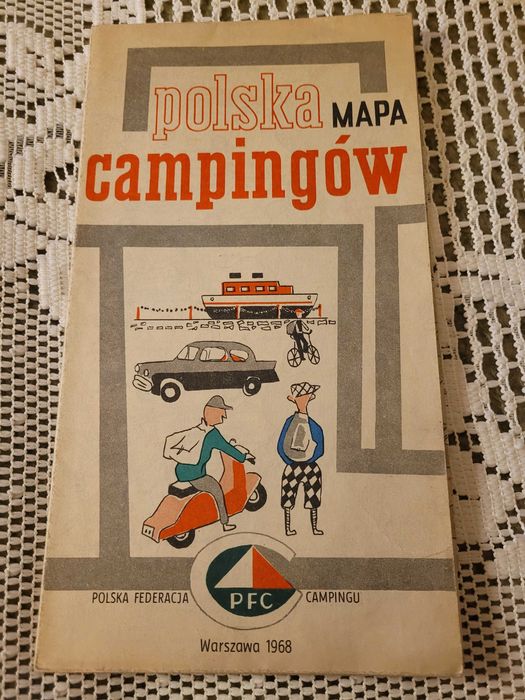 polska MAPA
campingów
POLSKA FEDERACJA PFC CAMPINGU
Warszawa 1968